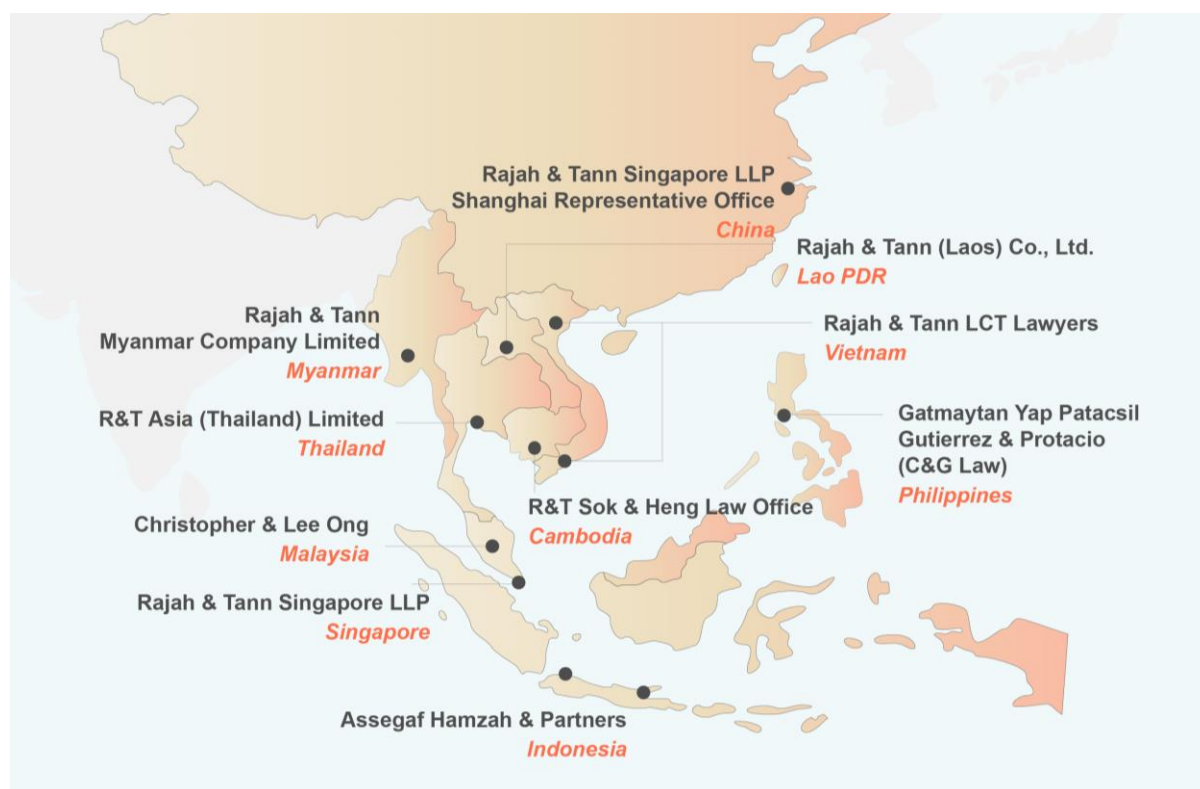 Rajah & Tann Singapore LLP
Shanghai Representative Office
China
Rajah & Tann (Laos) Co., Ltd.
Lao PDR
Rajah & Tann
Myanmar Company Limited
Myanmar
Rajah & Tann LCT Lawyers
Vietnam
R&T Asia (Thailand) Limited
Thailand
Gatmaytan Yap Patacsil
Gutierrez & Protacio
(C&G Law)
Philippines
R&T Sok & Heng Law Office
Cambodia
Christopher & Lee Ong
Malaysia
Rajah & Tann Singapore LLP
Singapore
Assegaf Hamzah & Partners
Indonesia